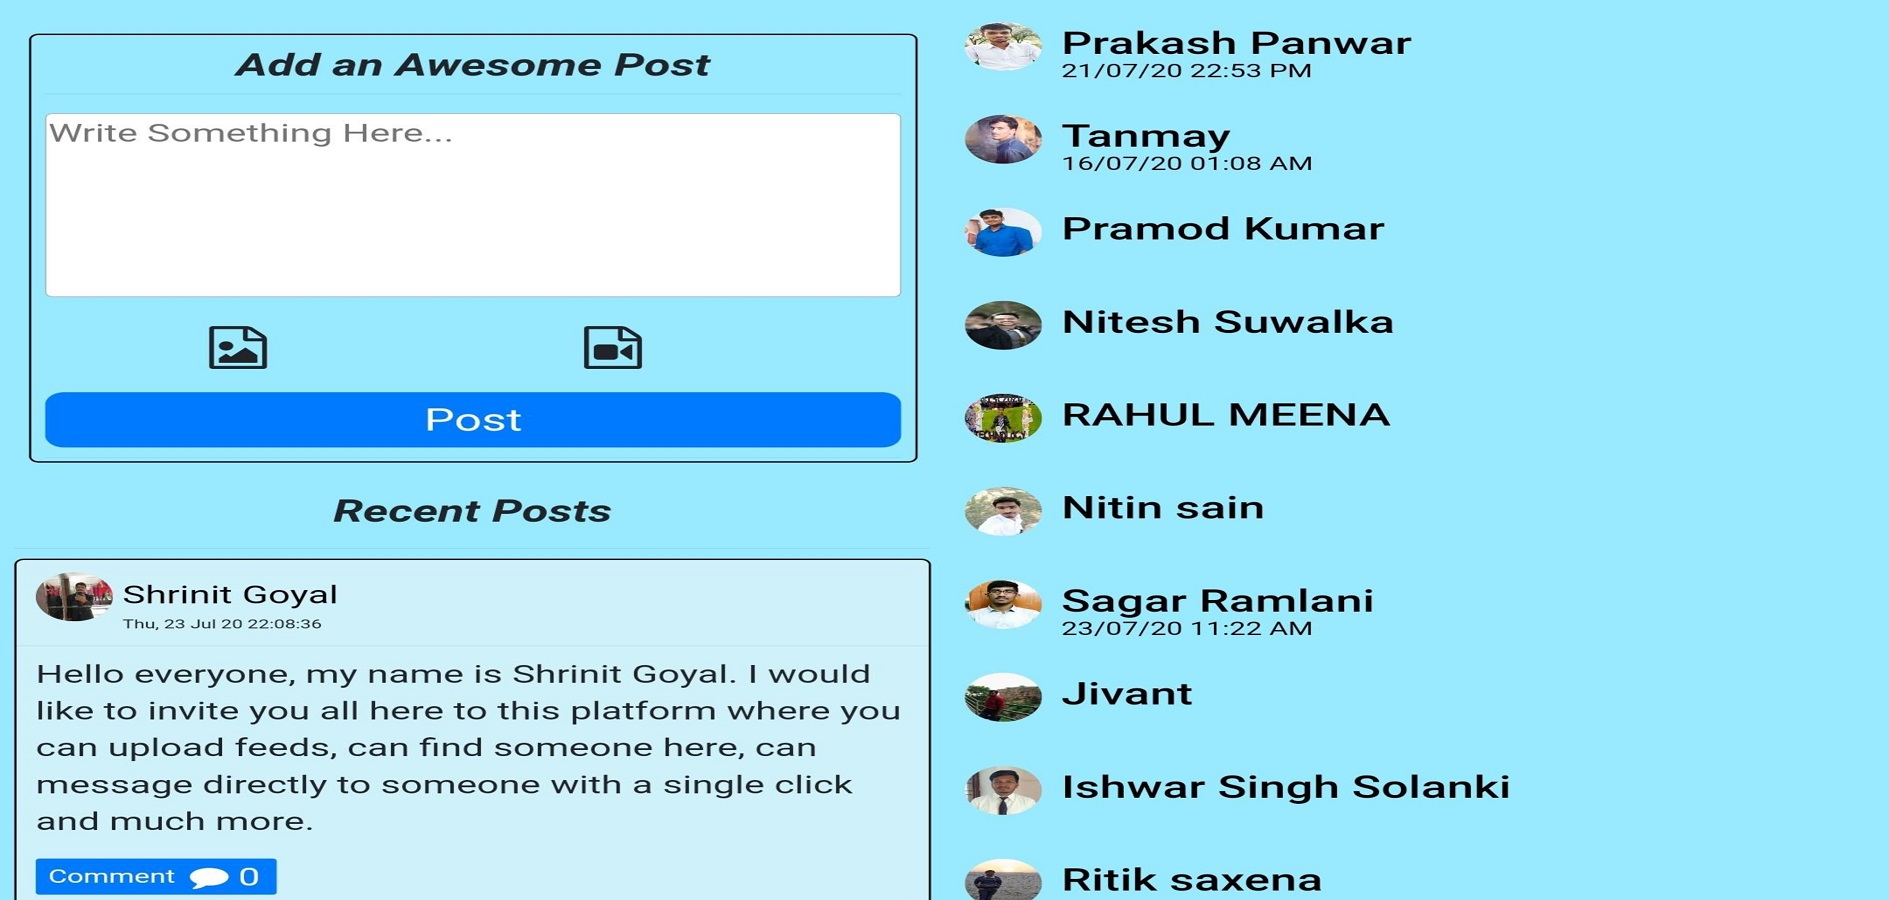 Add an Awesome Post
Write Something Here...
Post
Recent Posts
Shrinit Goyal
Thu, 23 Jul 20 22:08:36
Hello everyone, my name is Shrinit Goyal. I would
like to invite you all here to this platform where you
can upload feeds, can find someone here, can
message directly to someone with a single click
and much more.
Comment 0
Prakash Panwar
21/07/20 22:53 PM
Tanmay
16/07/20 01:08 AM
Pramod Kumar
Nitesh Suwalka
RAHUL MEENA
Nitin sain
Sagar Ramlani
23/07/20 11:22 AM
Jivant
Ishwar Singh Solanki
Ritik saxena